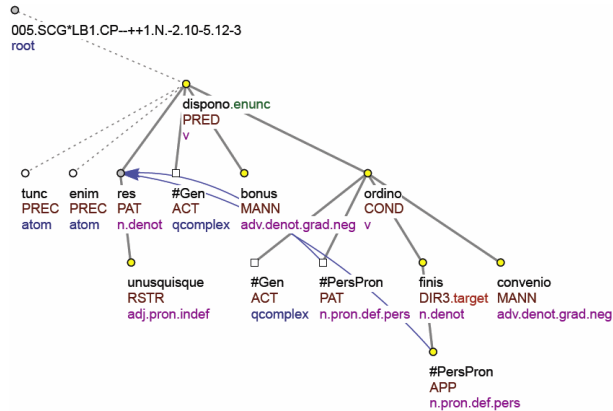 005.SCG*LB1.CP--++1.N.-2.10-5.12-3
root
dispono.enunc
PRED
v
tunc enim res #Gen bonus ordino
PREC PREC PAT ACT MANN COND
atom atom n.denot qcomplex adv.denot.grad.neg v
unusquisque #Gen #PersPron finis convenio
RSTR ACT PAT DIR3.target MANN
adj.pron.indef qcomplex n.pron.def.pers n.denot adv.denot.grad.neg
#PersPron
APP
n.pron.def.pers